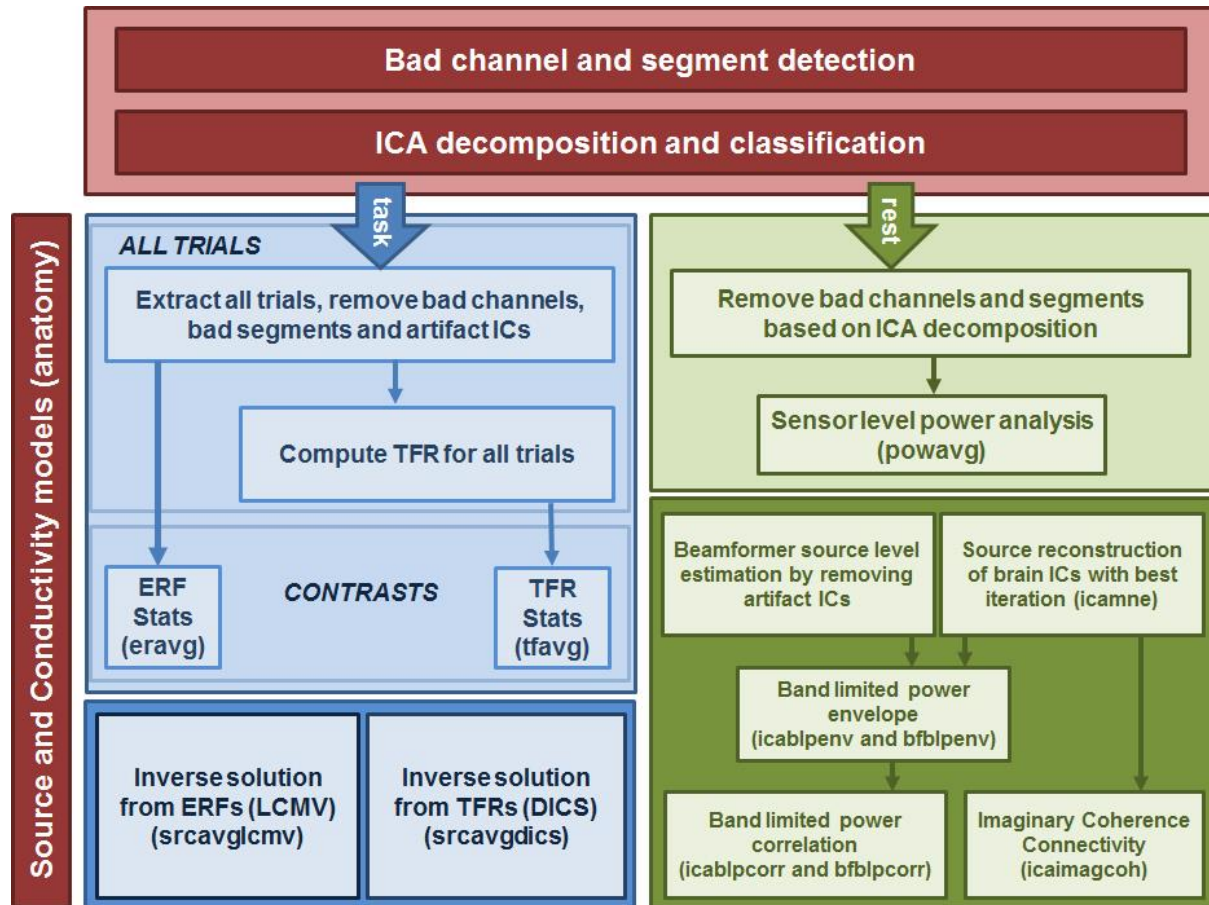 Bad channel and segment detection
ICA decomposition and classification
task
rest
Source and Conductivity models (anatomy)
ALL TRIALS
Extract all trials, remove bad channels,
bad segments and artifact ICs
Compute TFR for all trials
ERF
Stats
(eravg)
CONTRASTS
TFR
Stats
(tfavg)
Inverse solution
from ERFs (LCMV)
(srcavglcmv)
Inverse solution
from TFRs (DICS)
(srcavgdics)
Remove bad channels and segments
based on ICA decomposition
Sensor level power analysis
(powavg)
Beamformer source level
estimation by removing
artifact ICs
Source reconstruction
of brain ICs with best
iteration (icamne)
Band limited power
envelope
(icablpenv and bfblpenv)
Band limited power
correlation
(icablpcorr and bfblpcorr)
Imaginary Coherence
Connectivity
(icaimagcoh)